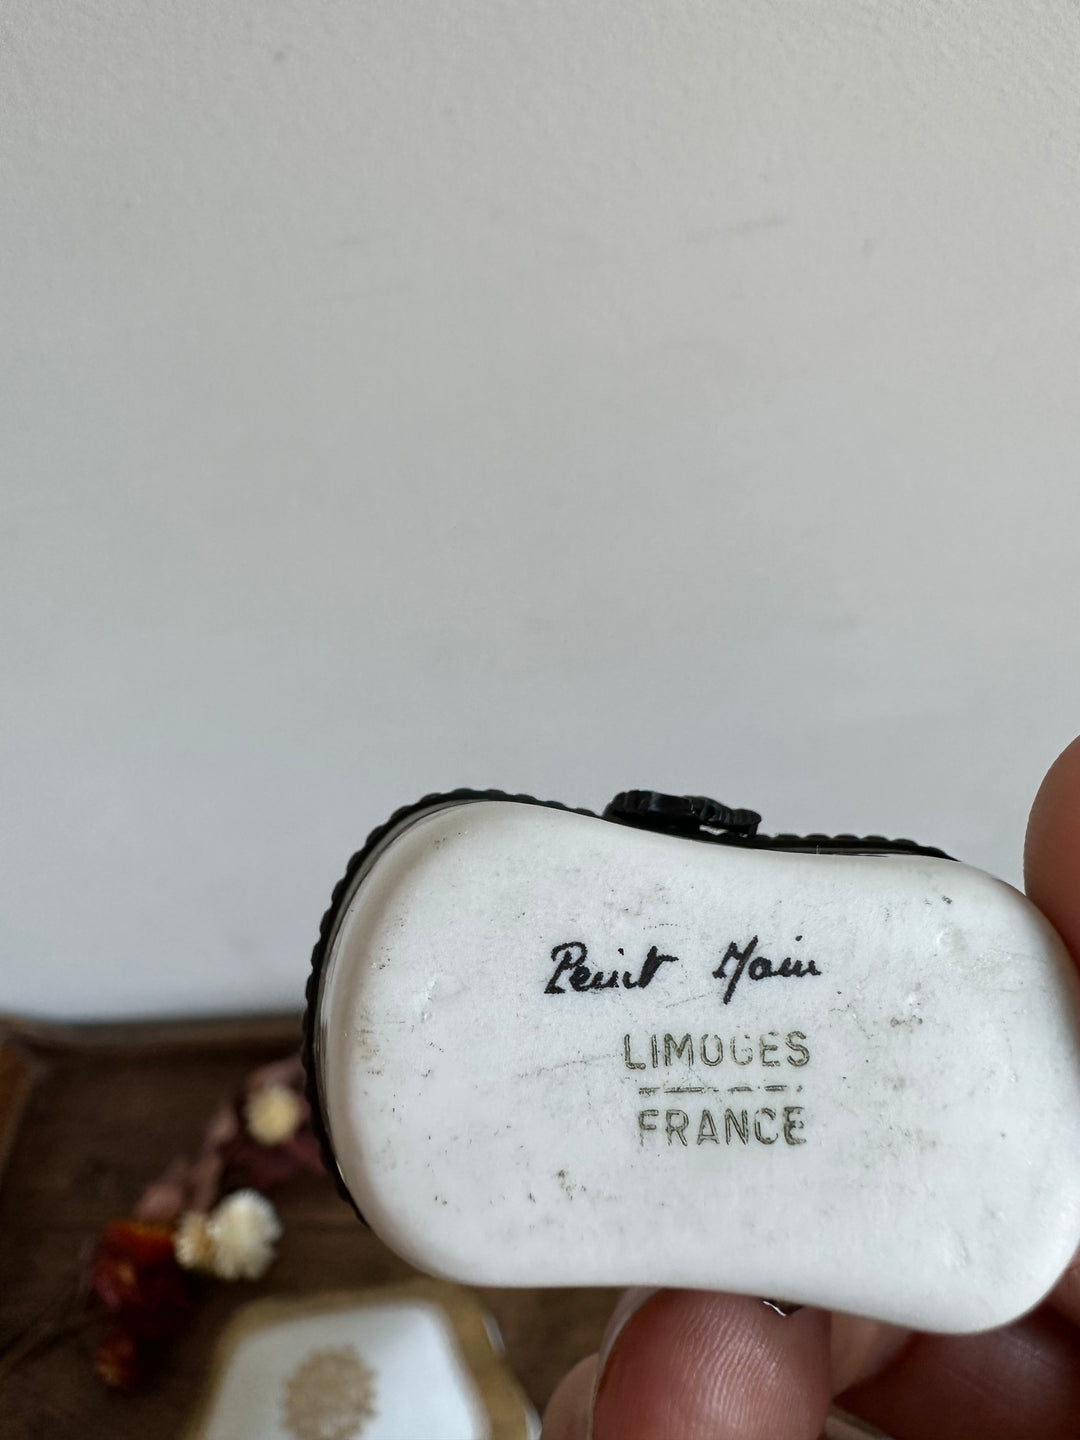 Peint Main
LIMOGES
FRANCE